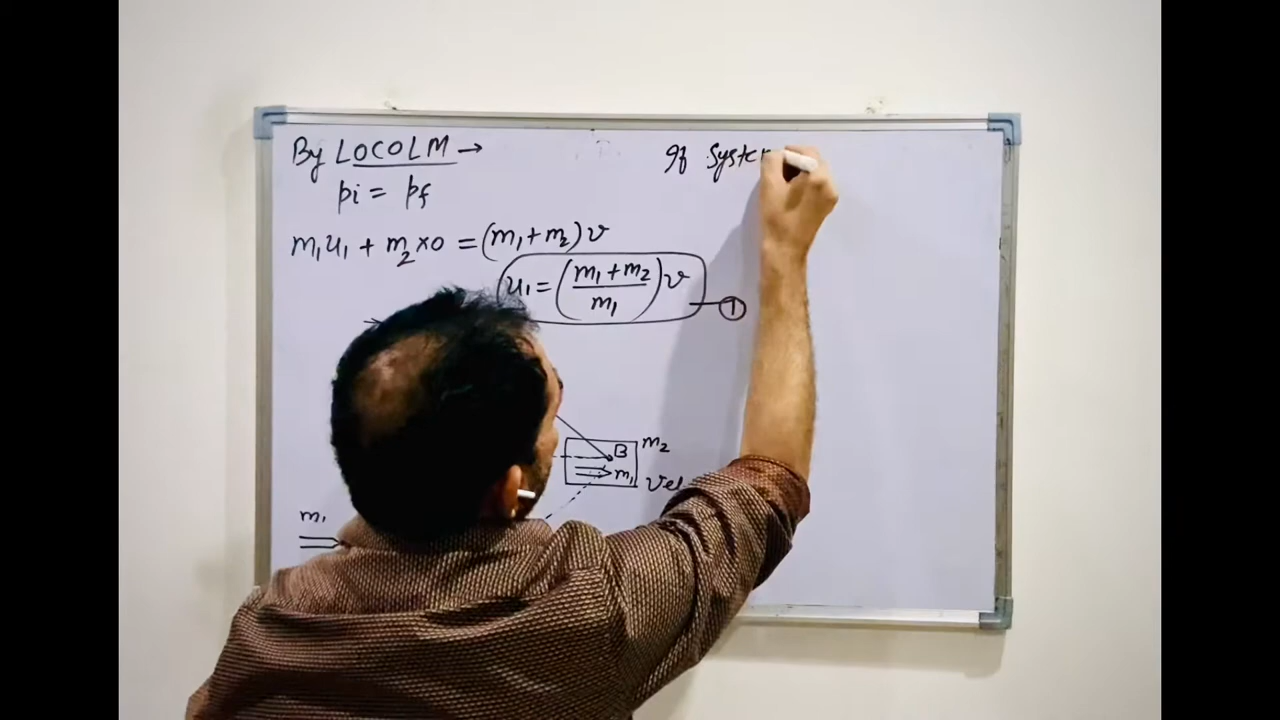 By LOCOLM →
pi = pf
m₁u₁ + m₂×0 = (m₁+m₂)v
u₁ = ((m₁+m₂)/m₁)v —①
If System
B
m₂
m₁
Vel
m₁